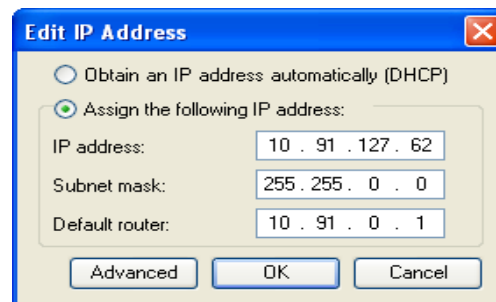 Edit IP Address
Obtain an IP address automatically (DHCP)
Assign the following IP address:
IP address: 10 . 91 . 127 . 62
Subnet mask: 255 . 255 . 0 . 0
Default router: 10 . 91 . 0 . 1
Advanced OK Cancel